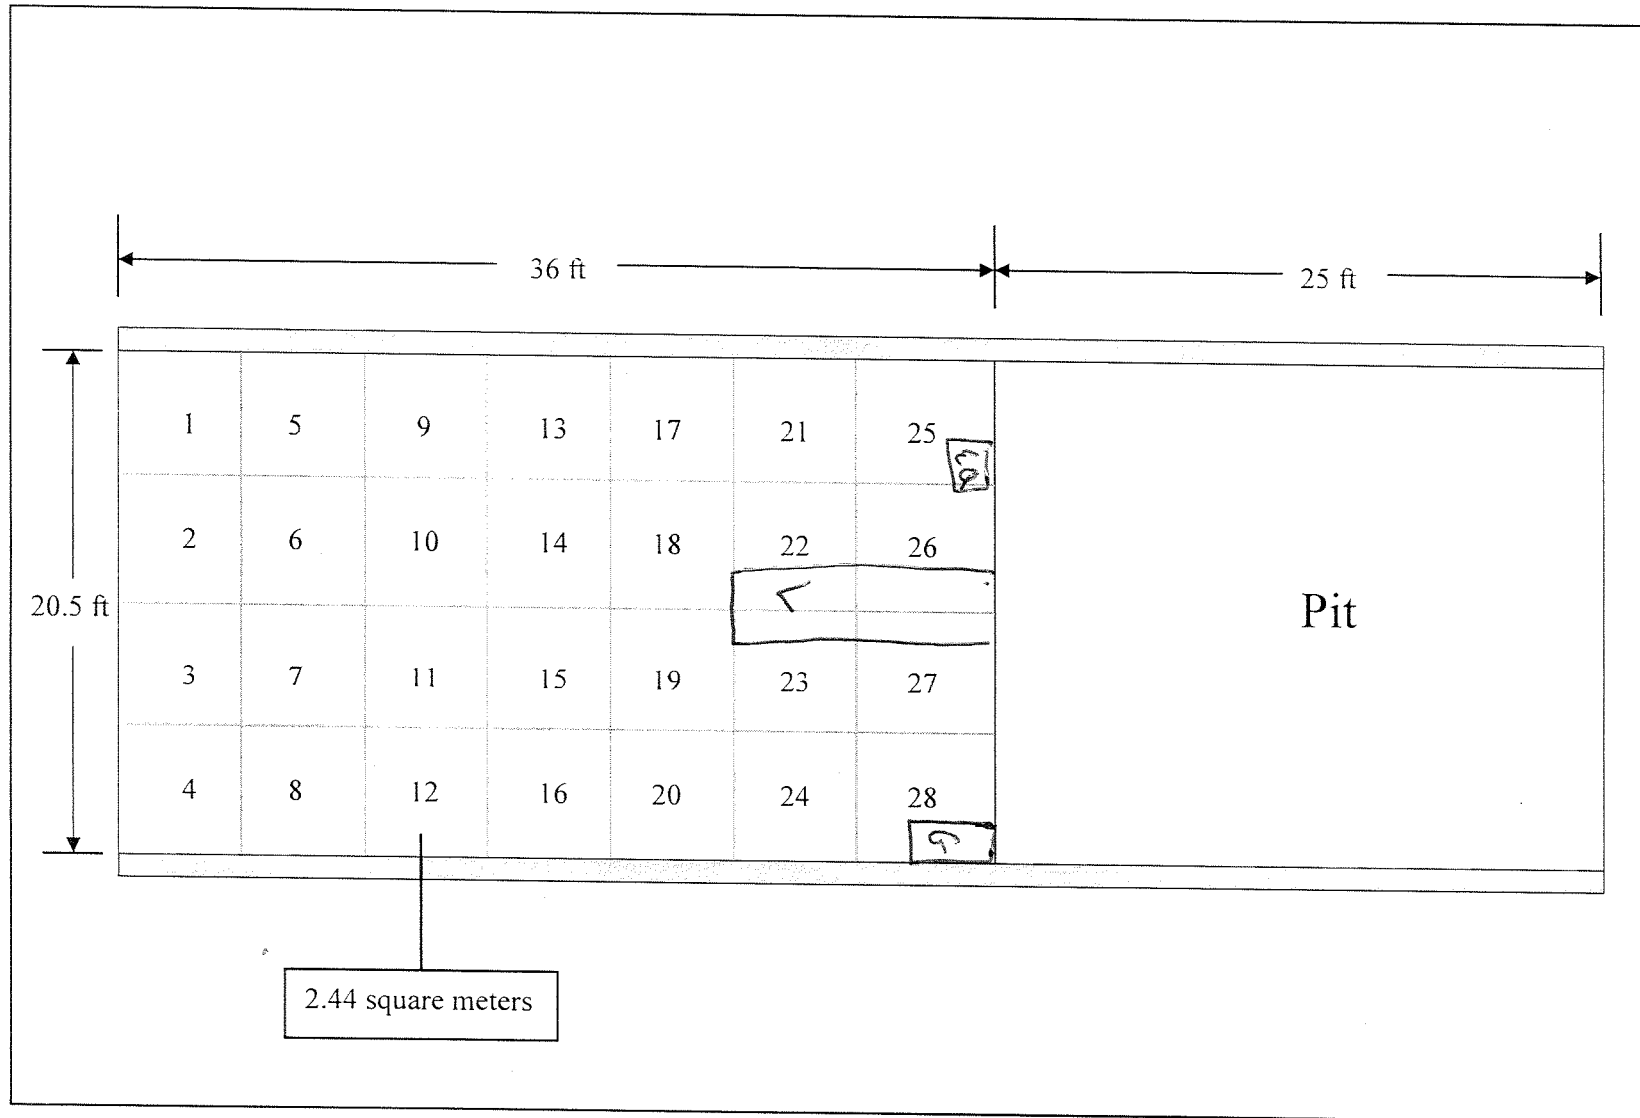 36 ft
25 ft
1 5 9 13 17 21 25
2 6 10 14 18 22 26
20.5 ft
Pit
3 7 11 15 19 23 27
4 8 12 16 20 24 28
G
2.44 square meters